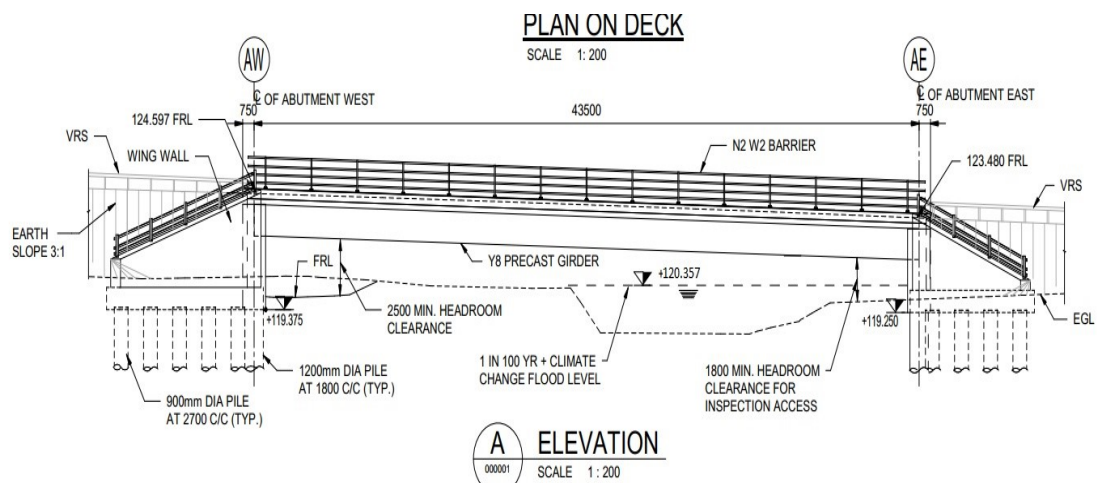 PLAN ON DECK
SCALE 1: 200
AW
AE
℄ OF ABUTMENT WEST
℄ OF ABUTMENT EAST
750
43500
750
124.597 FRL
VRS
WING WALL
N2 W2 BARRIER
123.480 FRL
VRS
EARTH
SLOPE 3:1
FRL
Y8 PRECAST GIRDER
+120.357
+119.375
2500 MIN. HEADROOM
CLEARANCE
+119.250
EGL
1200mm DIA PILE
AT 1800 C/C (TYP.)
1 IN 100 YR + CLIMATE
CHANGE FLOOD LEVEL
1800 MIN. HEADROOM
CLEARANCE FOR
INSPECTION ACCESS
900mm DIA PILE
AT 2700 C/C (TYP.)
A
000001
ELEVATION
SCALE 1 : 200